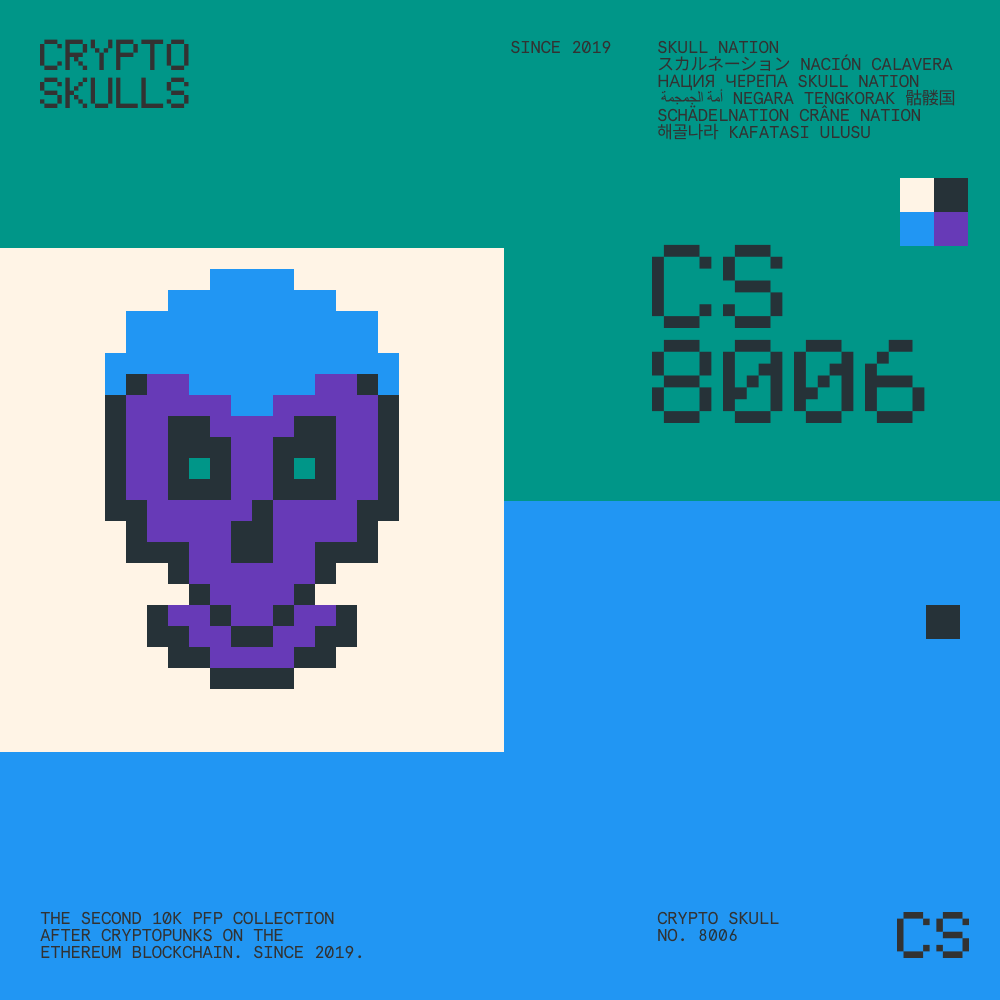 CRYPTO
SKULLS
SINCE 2019
SKULL NATION
スカルネーション NACIÓN CALAVERA
НАЦИЯ ЧЕРЕПА SKULL NATION
أمة الجمجمة NEGARA TENGKORAK 骷髅国
SCHÄDELNATION CRÂNE NATION
해골나라 KAFATASI ULUSU
CS
8006
THE SECOND 10K PFP COLLECTION
AFTER CRYPTOPUNKS ON THE
ETHEREUM BLOCKCHAIN. SINCE 2019.
CRYPTO SKULL
NO. 8006
CS